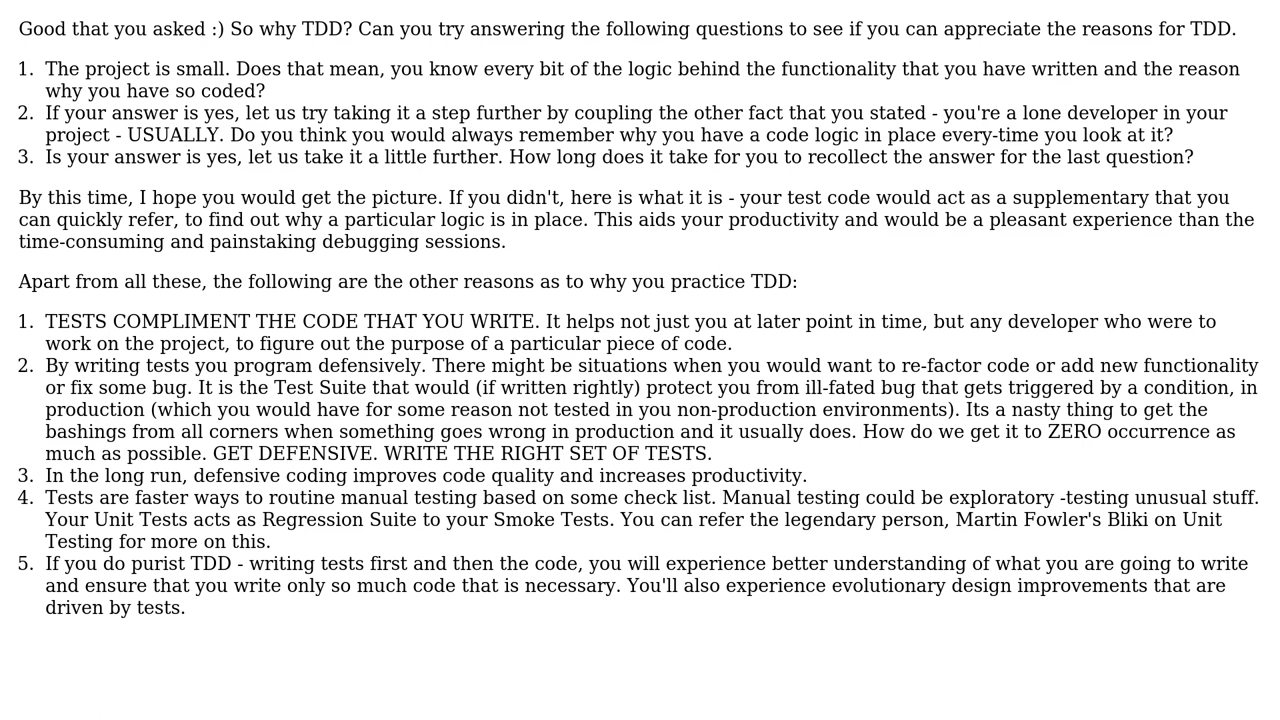 Good that you asked :) So why TDD? Can you try answering the following questions to see if you can appreciate the reasons for TDD.
1. The project is small. Does that mean, you know every bit of the logic behind the functionality that you have written and the reason
why you have so coded?
2. If your answer is yes, let us try taking it a step further by coupling the other fact that you stated - you're a lone developer in your
project - USUALLY. Do you think you would always remember why you have a code logic in place every-time you look at it?
3. Is your answer is yes, let us take it a little further. How long does it take for you to recollect the answer for the last question?
By this time, I hope you would get the picture. If you didn't, here is what it is - your test code would act as a supplementary that you
can quickly refer, to find out why a particular logic is in place. This aids your productivity and would be a pleasant experience than the
time-consuming and painstaking debugging sessions.
Apart from all these, the following are the other reasons as to why you practice TDD:
1. TESTS COMPLIMENT THE CODE THAT YOU WRITE. It helps not just you at later point in time, but any developer who were to
work on the project, to figure out the purpose of a particular piece of code.
2. By writing tests you program defensively. There might be situations when you would want to re-factor code or add new functionality
or fix some bug. It is the Test Suite that would (if written rightly) protect you from ill-fated bug that gets triggered by a condition, in
production (which you would have for some reason not tested in you non-production environments). Its a nasty thing to get the
bashings from all corners when something goes wrong in production and it usually does. How do we get it to ZERO occurrence as
much as possible. GET DEFENSIVE. WRITE THE RIGHT SET OF TESTS.
3. In the long run, defensive coding improves code quality and increases productivity.
4. Tests are faster ways to routine manual testing based on some check list. Manual testing could be exploratory -testing unusual stuff.
Your Unit Tests acts as Regression Suite to your Smoke Tests. You can refer the legendary person, Martin Fowler's Bliki on Unit
Testing for more on this.
5. If you do purist TDD - writing tests first and then the code, you will experience better understanding of what you are going to write
and ensure that you write only so much code that is necessary. You'll also experience evolutionary design improvements that are
driven by tests.